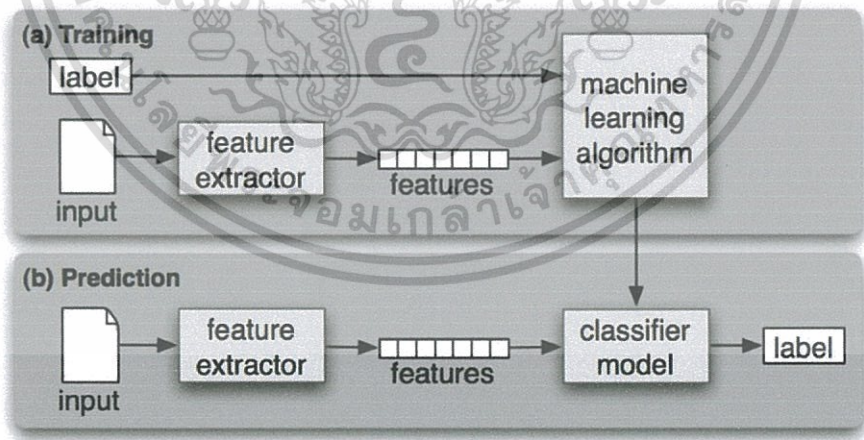 (a) Training
label
machine
learning
algorithm
feature
extractor
features
input
(b) Prediction
feature
extractor
features
classifier
model
label
input